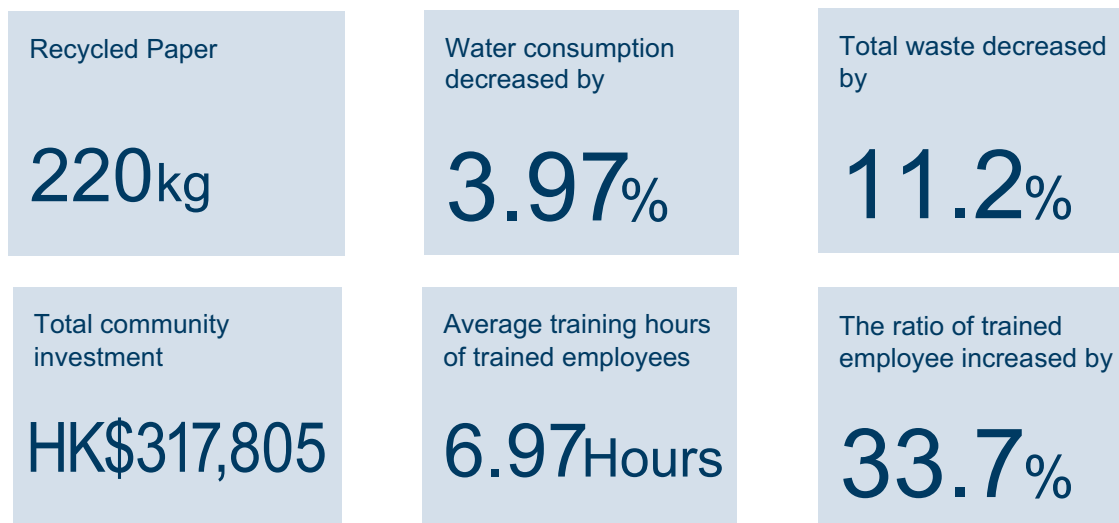 Recycled Paper
220kg
Water consumption
decreased by
3.97%
Total waste decreased
by
11.2%
Total community
investment
HK$317,805
Average training hours
of trained employees
6.97Hours
The ratio of trained
employee increased by
33.7%